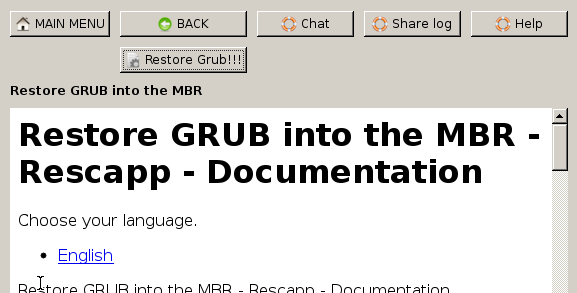 MAIN MENU BACK Chat Share log Help
Restore Grub!!!
Restore GRUB into the MBR
Restore GRUB into the MBR -
Rescapp - Documentation
Choose your language.
English
Restore GRUB into the MBR - Rescapp - Documentation